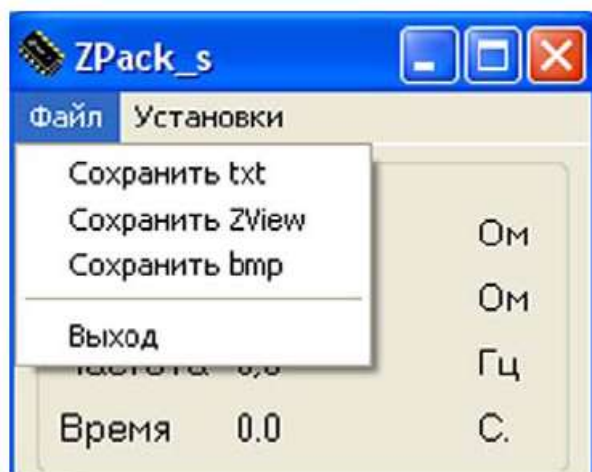 ZPack_s
Файл Установки
Сохранить txt
Сохранить ZView
Сохранить bmp
Ом
Ом
Выход
Гц
Время 0.0 С.